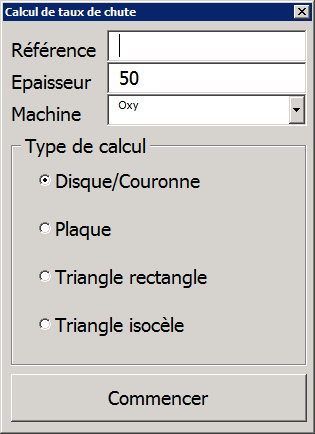 Calcul de taux de chute
Référence
Epaisseur 50
Machine Oxy
Type de calcul
Disque/Couronne
Plaque
Triangle rectangle
Triangle isocèle
Commencer